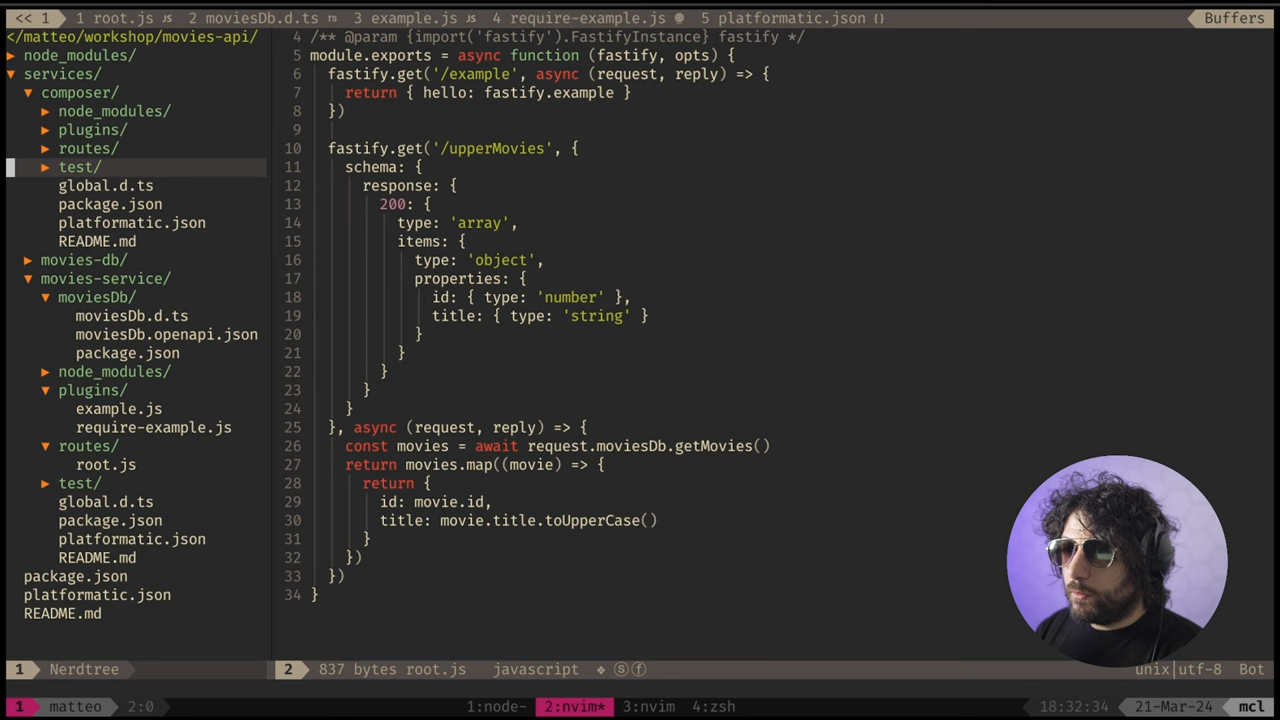 << 1 1 root.js JS 2 moviesDb.d.ts 3 example.js JS 4 require-example.js 5 platformatic.json {} Buffers
</matteo/workshop/movies-api/
▸ node_modules/
▾ services/
▾ composer/
▸ node_modules/
▸ plugins/
▸ routes/
▸ test/
global.d.ts
package.json
platformatic.json
README.md
▸ movies-db/
▾ movies-service/
▾ moviesDb/
moviesDb.d.ts
moviesDb.openapi.json
package.json
▸ node_modules/
▾ plugins/
example.js
require-example.js
▾ routes/
root.js
▸ test/
global.d.ts
package.json
platformatic.json
README.md
package.json
platformatic.json
README.md
4 /** @param {import('fastify').FastifyInstance} fastify */
5 module.exports = async function (fastify, opts) {
6 fastify.get('/example', async (request, reply) => {
7 return { hello: fastify.example }
8 })
9
10 fastify.get('/upperMovies', {
11 schema: {
12 response: {
13 200: {
14 type: 'array',
15 items: {
16 type: 'object',
17 properties: {
18 id: { type: 'number' },
19 title: { type: 'string' }
20 }
21 }
22 }
23 }
24 }
25 }, async (request, reply) => {
26 const movies = await request.moviesDb.getMovies()
27 return movies.map((movie) => {
28 return {
29 id: movie.id,
30 title: movie.title.toUpperCase()
31 }
32 })
33 })
34 }
1 Nerdtree 2 837 bytes root.js javascript ❖ ⓢⓕ unix|utf-8 Bot
1 matteo 2:0 1:node- 2:nvim* 3:nvim 4:zsh 18:32:34 21-Mar-24 mcl